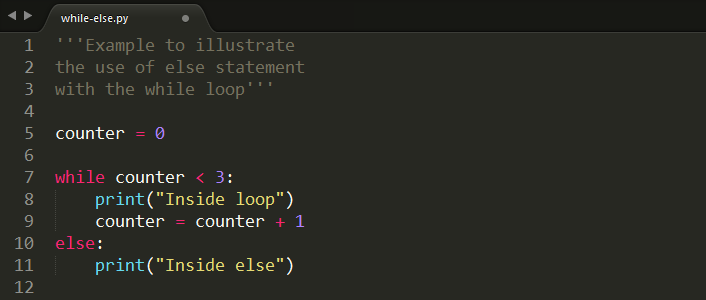 while-else.py
1 '''Example to illustrate
2 the use of else statement
3 with the while loop'''
4
5 counter = 0
6
7 while counter < 3:
8     print("Inside loop")
9     counter = counter + 1
10 else:
11     print("Inside else")
12